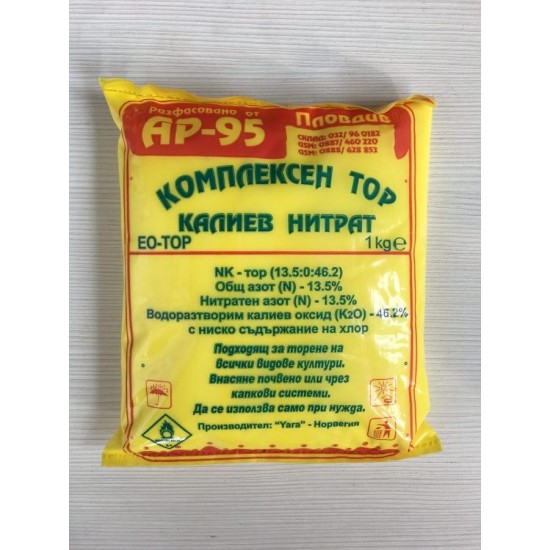 Разфасовано от
АР-95
Пловдив
СКЛАД: 032/ 96 0182
GSM: 0887/ 460 220
GSM: 0888/ 628 853
КОМПЛЕКСЕН ТОР
КАЛИЕВ НИТРАТ
ЕО-ТОР
1 kg e
NK - тор (13.5:0:46.2)
Общ азот (N) - 13.5%
Нитратен азот (N) - 13.5%
Водоразтворим калиев оксид (K2O) - 46.2%
с ниско съдържание на хлор
Подходящ за торене на
всички видове култури.
Внасяне почвено или чрез
капкови системи.
Да се използва само при нужда.
Производител: "Yara" - Норвегия